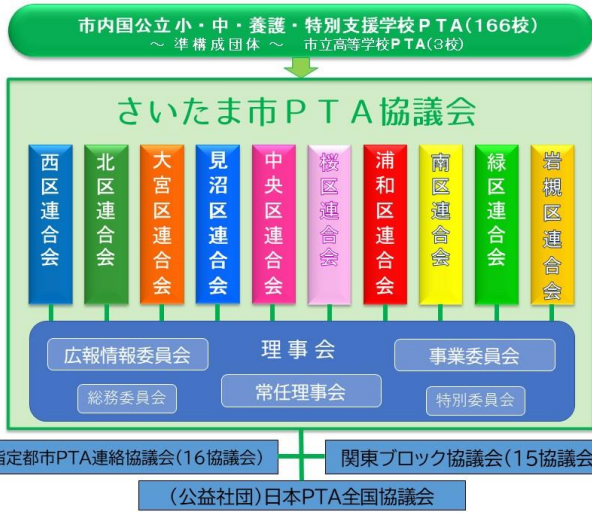 市内国公立小・中・養護・特別支援学校PTA(166校)
～ 準構成団体 ～ 市立高等学校PTA(3校)
さいたま市PTA協議会
西区連合会
北区連合会
大宮区連合会
見沼区連合会
中央区連合会
桜区連合会
浦和区連合会
南区連合会
緑区連合会
岩槻区連合会
理事会
広報情報委員会
事業委員会
総務委員会
常任理事会
特別委員会
指定都市PTA連絡協議会(16協議会)
関東ブロック協議会(15協議会
(公益社団)日本PTA全国協議会